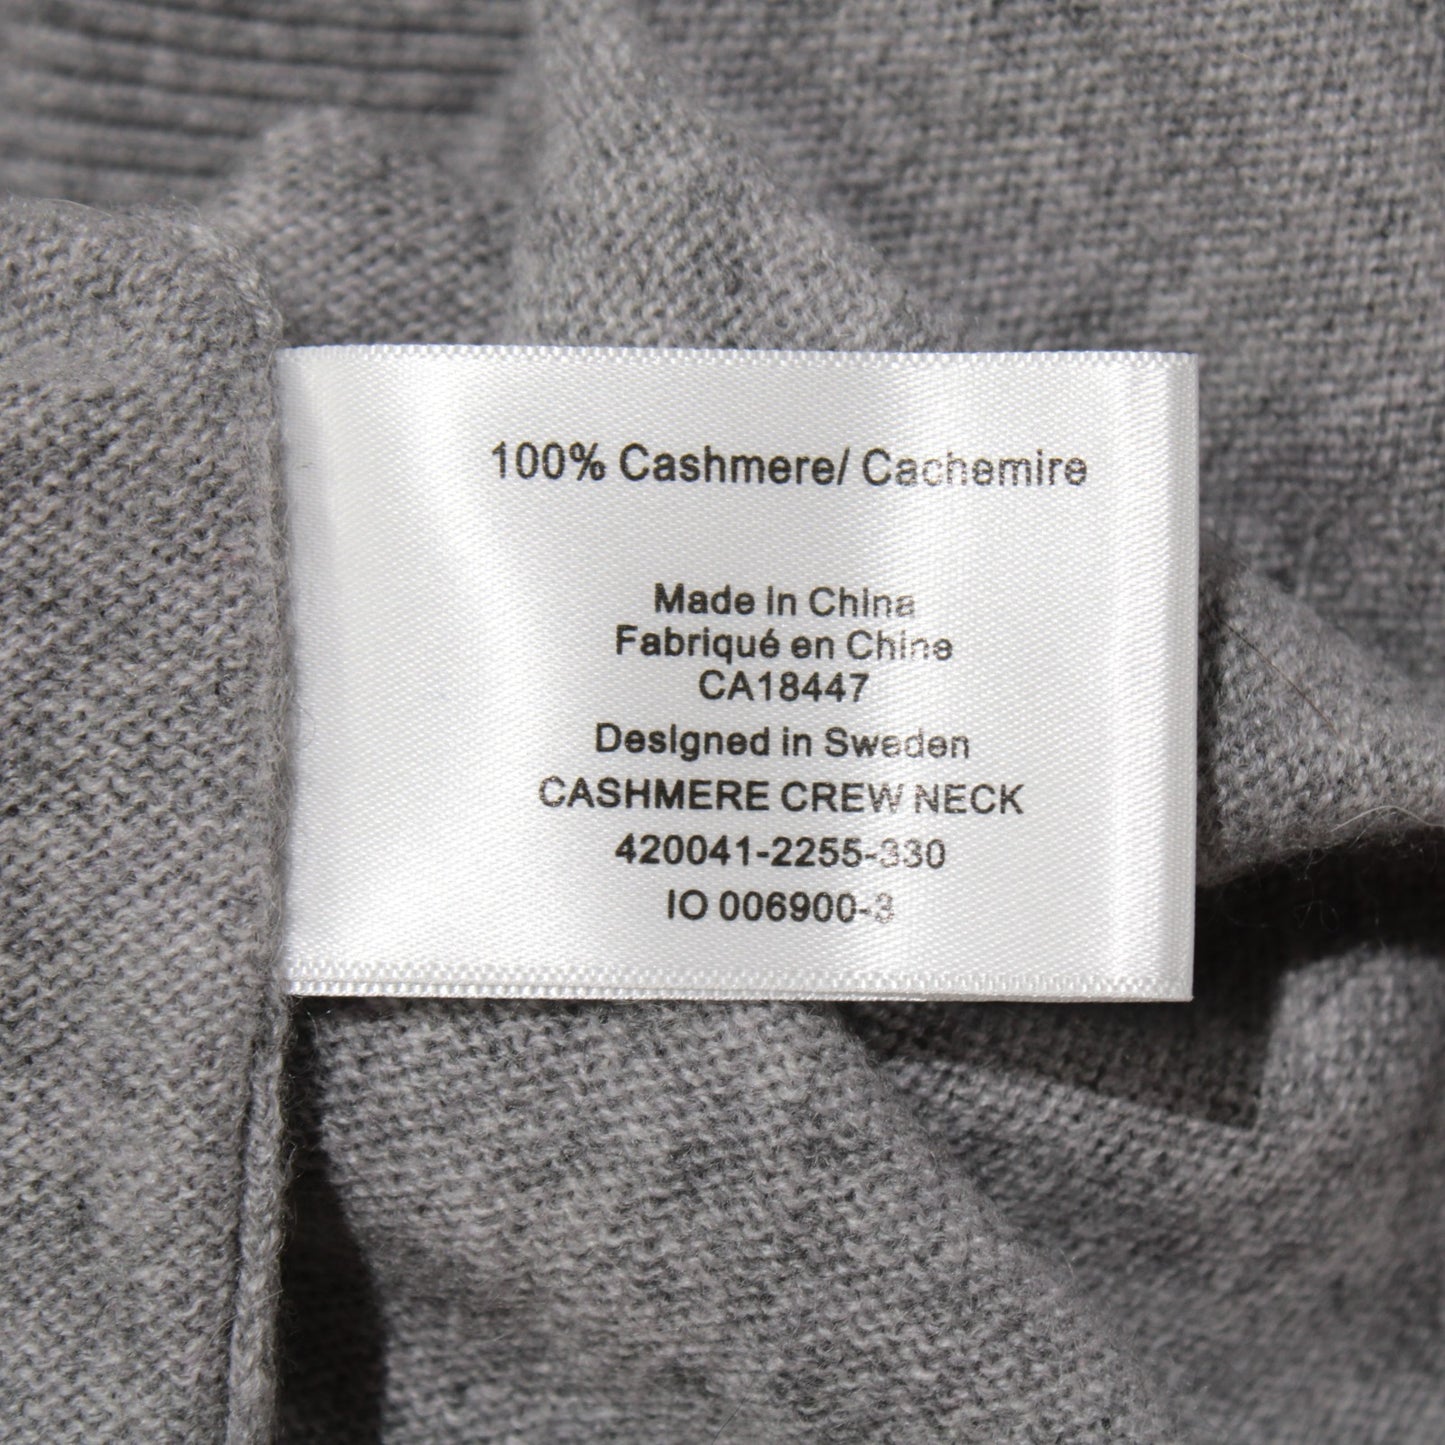 100% Cashmere/ Cachemire
Made in China
Fabriqué en Chine
CA18447
Designed in Sweden
CASHMERE CREW NECK
420041-2255-330
IO 006900-3